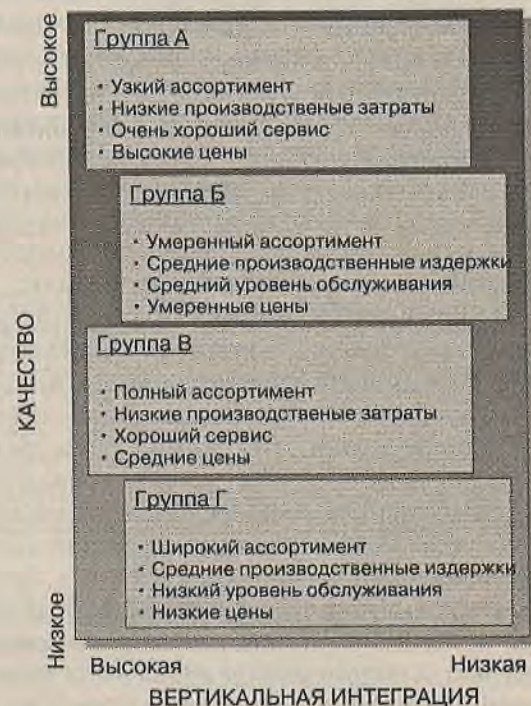 Высокое
Группа А
· Узкий ассортимент
· Низкие производственые затраты
· Очень хороший сервис
· Высокие цены
Группа Б
· Умеренный ассортимент
· Средние производственные издержки
· Средний уровень обслуживания
· Умеренные цены
КАЧЕСТВО
Группа В
· Полный ассортимент
· Низкие производственые затраты
· Хороший сервис
· Средние цены
Группа Г
· Широкий ассортимент
· Средние производственные издержки
· Низкий уровень обслуживания
· Низкие цены
Низкое
Высокая Низкая
ВЕРТИКАЛЬНАЯ ИНТЕГРАЦИЯ